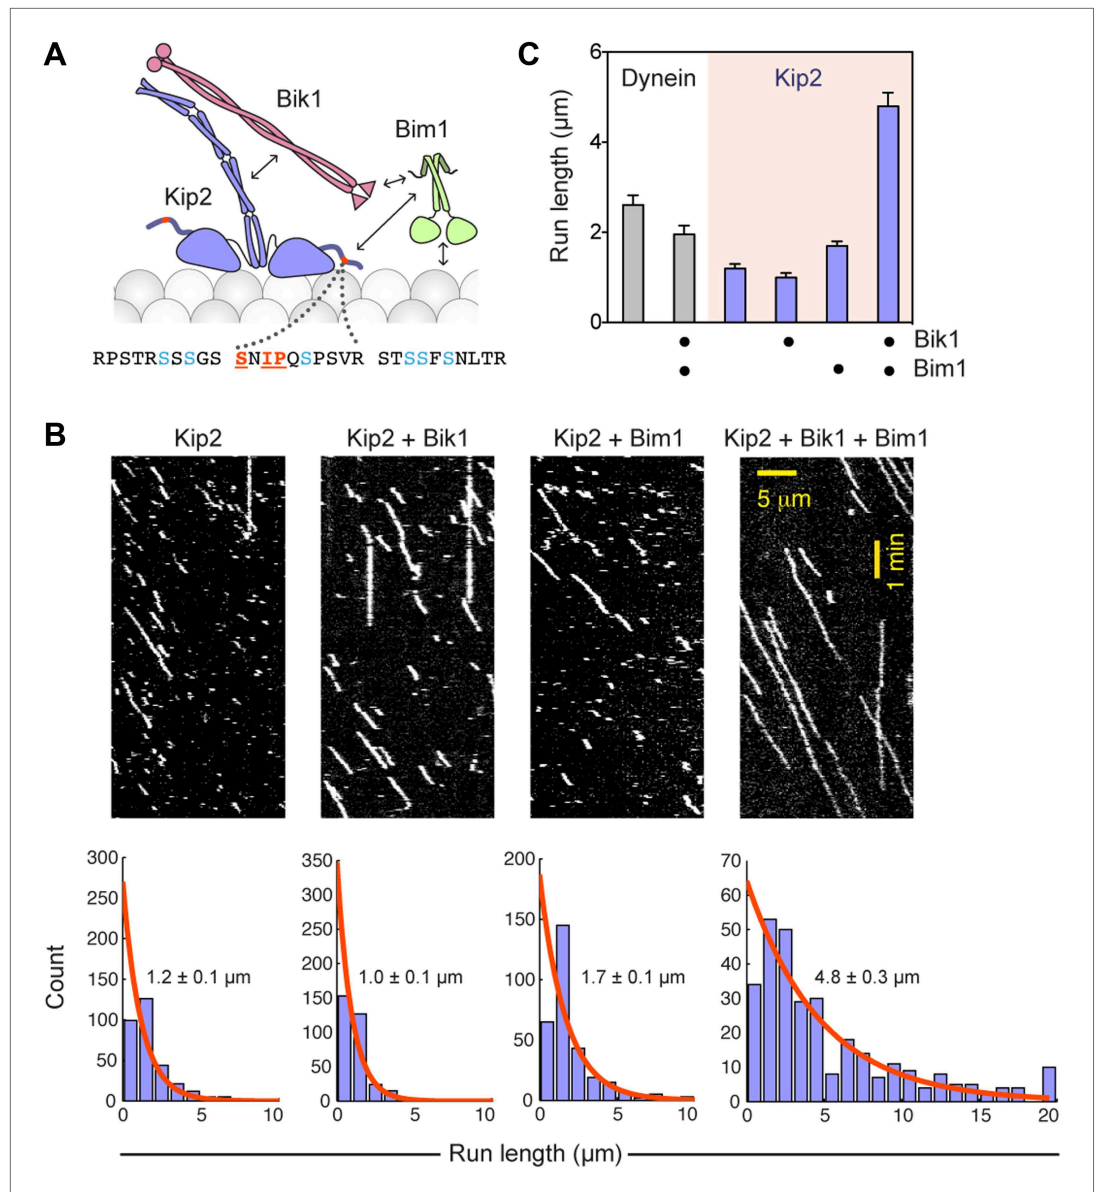 A
Bik1
Bim1
Kip2
RPSTRSSSGS SNIPQSPSVR STSSFSNLTR
C
Run length (µm)
6
4
2
0
Dynein
Kip2
Bik1
Bim1
B
Kip2
Kip2 + Bik1
Kip2 + Bim1
Kip2 + Bik1 + Bim1
5 µm
1 min
Count
300
250
200
150
100
50
0
1.2 ± 0.1 µm
0 5 10
350
300
250
200
150
100
50
0
1.0 ± 0.1 µm
0 5 10
200
150
100
50
0
1.7 ± 0.1 µm
0 5 10
70
60
50
40
30
20
10
0
4.8 ± 0.3 µm
0 5 10 15 20
Run length (µm)